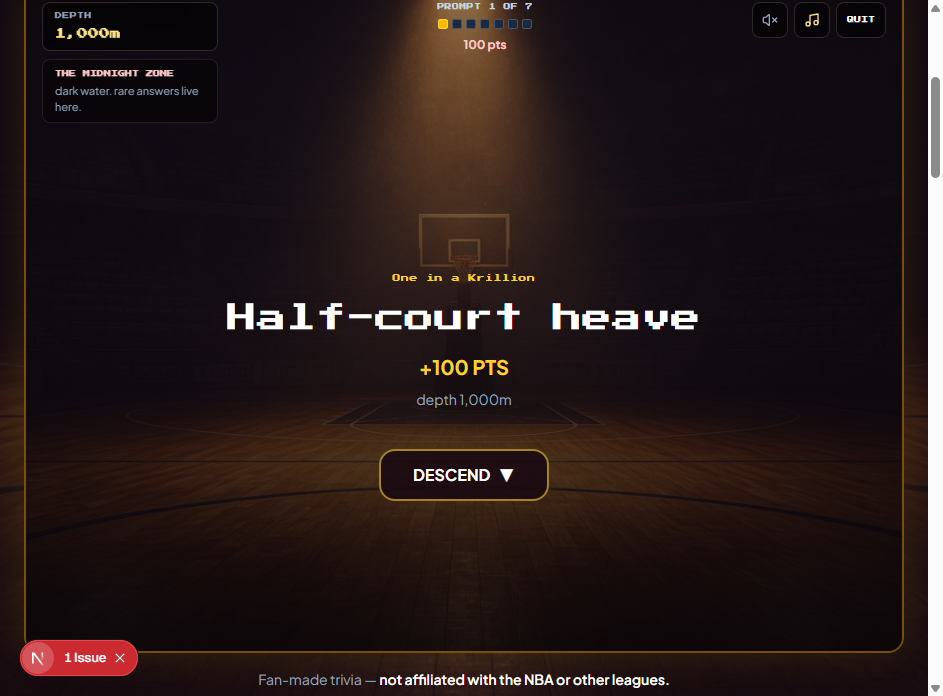 DEPTH
1,000m
THE MIDNIGHT ZONE
dark water. rare answers live
here.
PROMPT 1 OF 7
100 pts
QUIT
One in a Krillion
Half-court heave
+100 PTS
depth 1,000m
DESCEND ▼
N 1 Issue ×
Fan-made trivia — not affiliated with the NBA or other leagues.